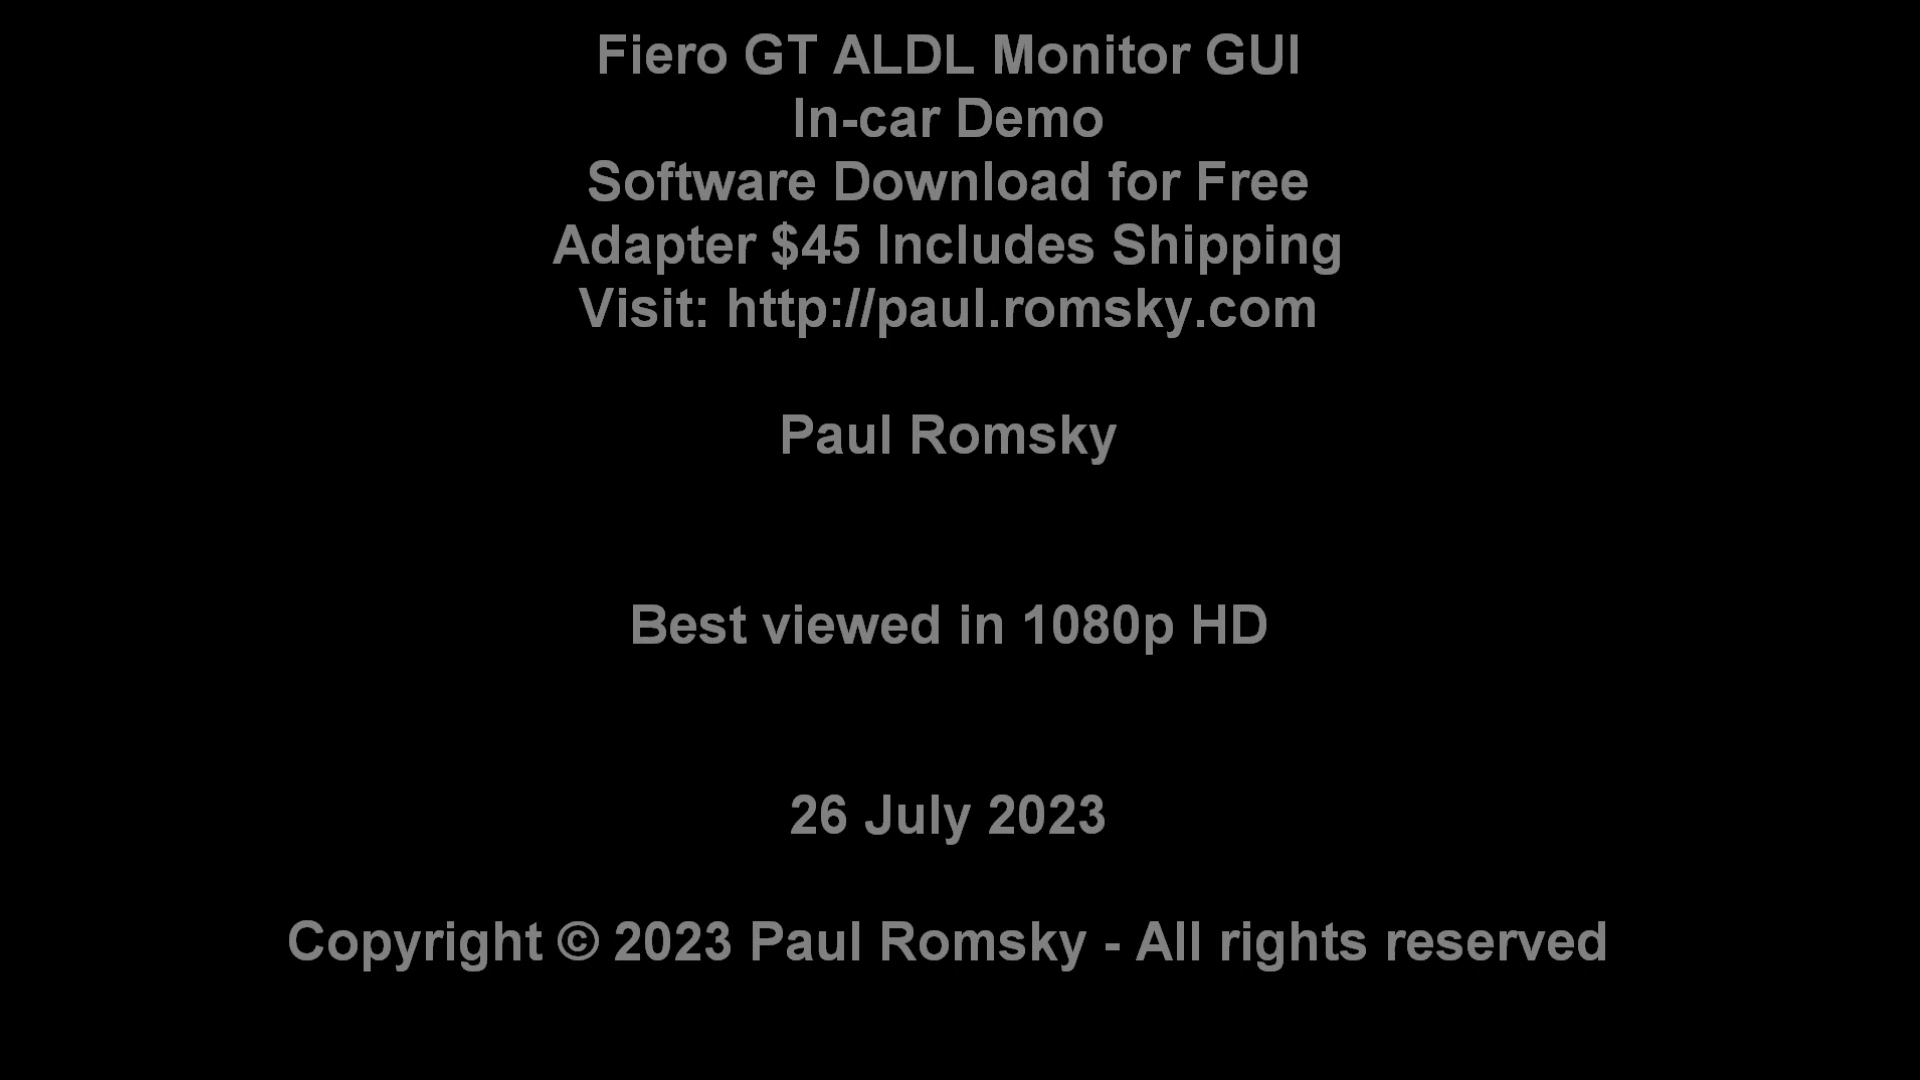 Fiero GT ALDL Monitor GUI
In-car Demo
Software Download for Free
Adapter $45 Includes Shipping
Visit: http://paul.romsky.com
Paul Romsky
Best viewed in 1080p HD
26 July 2023
Copyright © 2023 Paul Romsky - All rights reserved